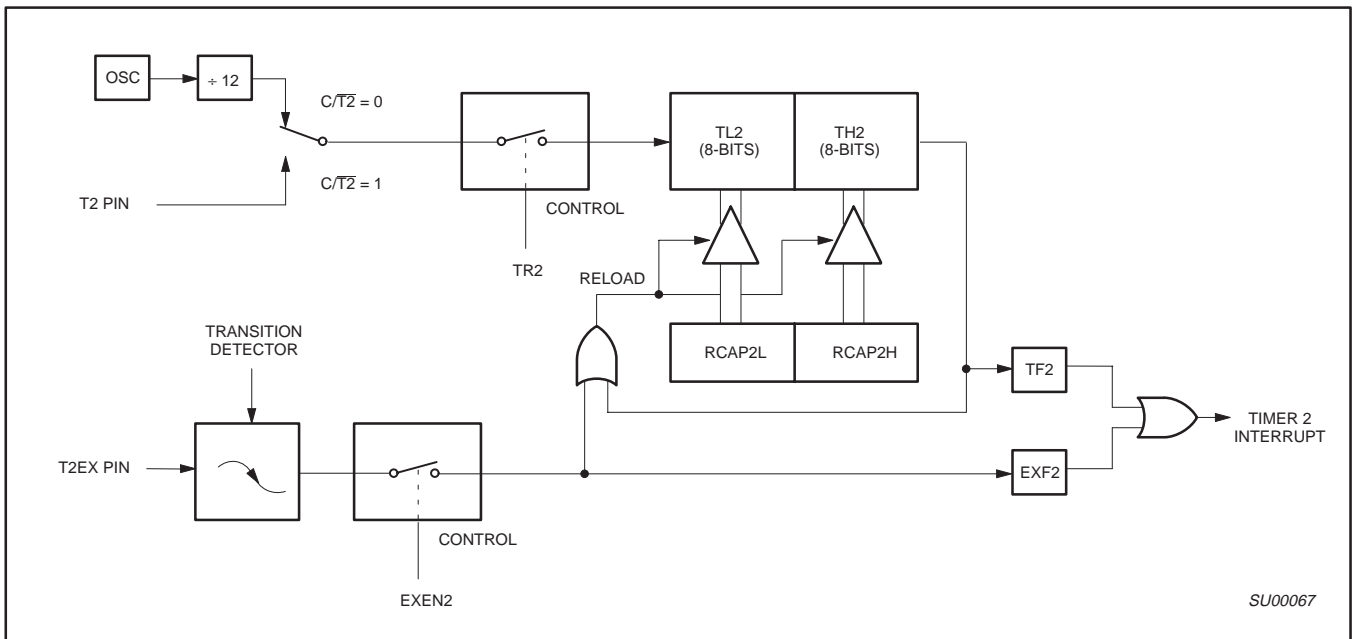 OSC
÷ 12
C/T2̅ = 0
C/T2̅ = 1
T2 PIN
CONTROL
TR2
TL2
(8-BITS)
TH2
(8-BITS)
RELOAD
RCAP2L
RCAP2H
TRANSITION
DETECTOR
T2EX PIN
CONTROL
EXEN2
TF2
EXF2
TIMER 2
INTERRUPT
SU00067